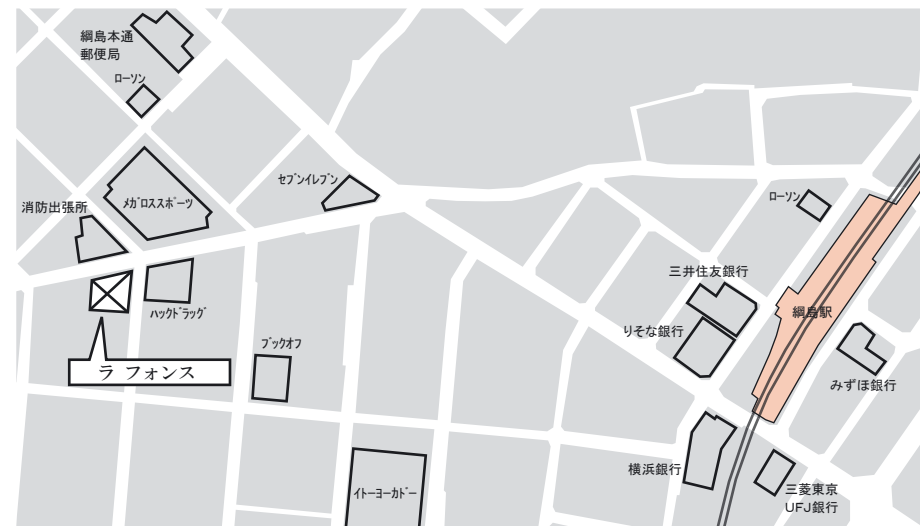 綱島本通
郵便局
ローソン
セブンイレブン
メガロススポーツ
消防出張所
ローソン
三井住友銀行
綱島駅
ハックドラッグ
りそな銀行
ブックオフ
ラ フォンス
みずほ銀行
横浜銀行
イトーヨーカドー
三菱東京
UFJ銀行